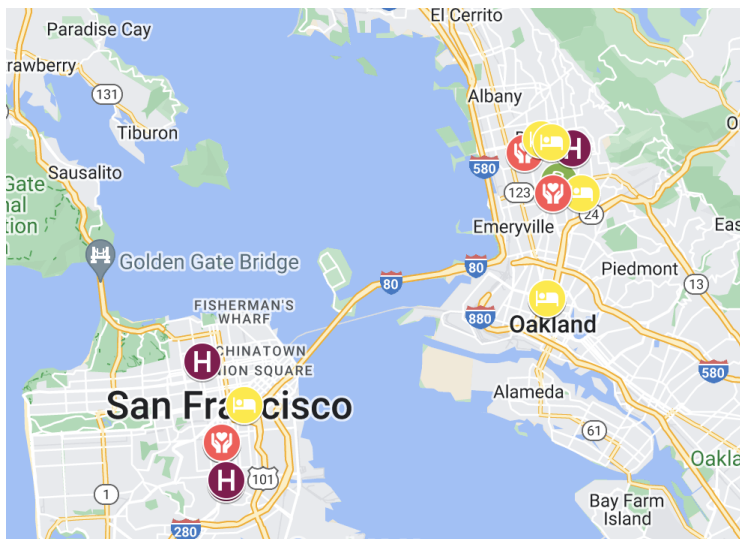 El Cerrito
Paradise Cay
rawberry
131
Albany
Tiburon
580
H
Sausalito
123
24
Gate
nal
tion
Emeryville
Eas
Golden Gate Bridge
80
Piedmont
80
13
FISHERMAN'S
WHARF
880
Oakland
H
CHINATOWN
ION SQUARE
580
Alameda
San Fra cisco
61
Oakla
H
101
1
Bay Farm
Island
280